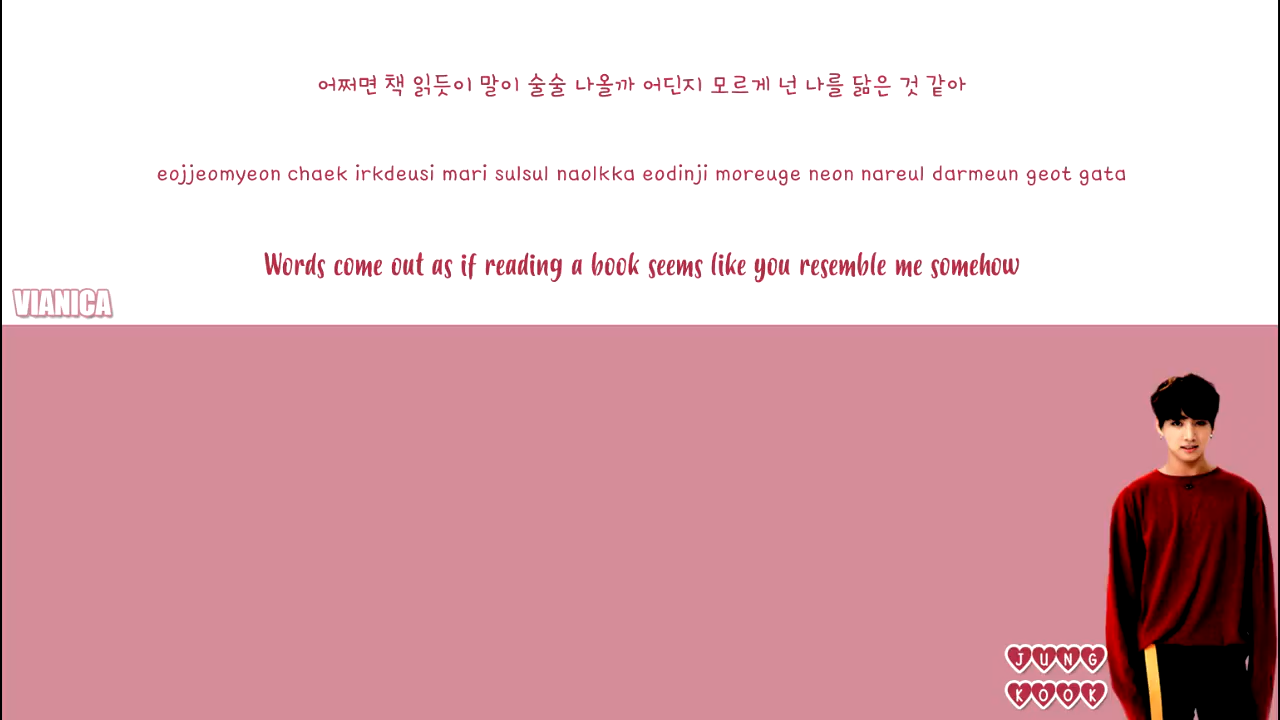 어쩌면 책 읽듯이 말이 술술 나올까 어딘지 모르게 넌 나를 닮은 것 같아
eojjeomyeon chaek irkdeusi mari sulsul naolkka eodinji moreuge neon nareul darmeun geot gata
Words come out as if reading a book seems like you resemble me somehow
VIANICA
JUNG
KOOK